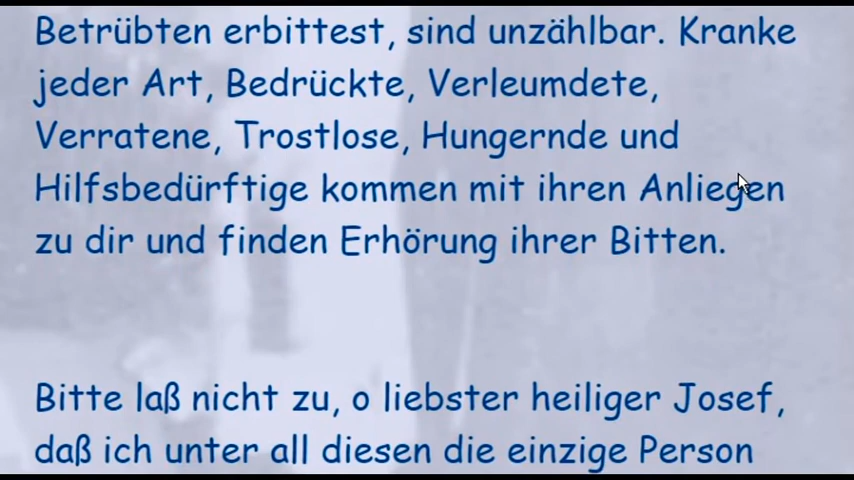 Betrübten erbittest, sind unzählbar. Kranke
jeder Art, Bedrückte, Verleumdete,
Verratene, Trostlose, Hungernde und
Hilfsbedürftige kommen mit ihren Anliegen
zu dir und finden Erhörung ihrer Bitten.
Bitte laß nicht zu, o liebster heiliger Josef,
daß ich unter all diesen die einzige Person